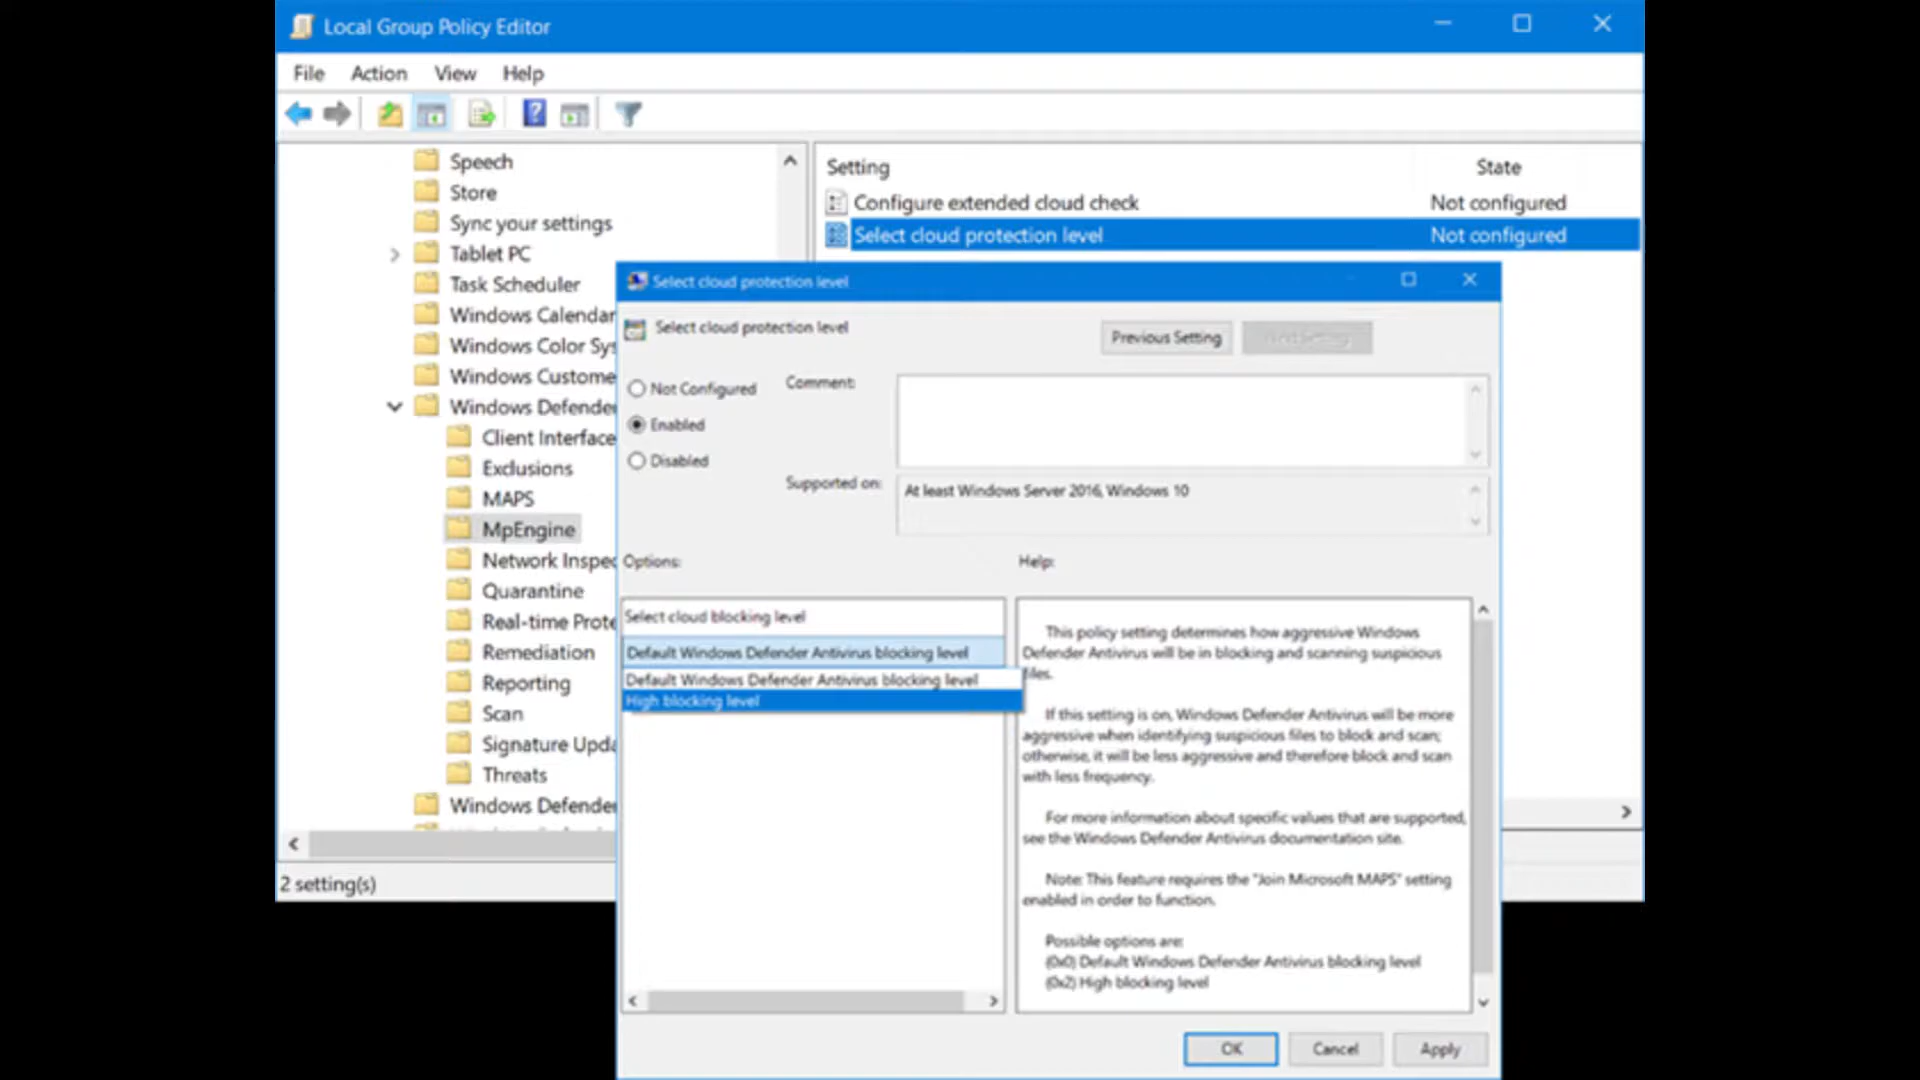 Local Group Policy Editor
File Action View Help
Speech
Store
Sync your settings
Tablet PC
Task Scheduler
Windows Calendar
Windows Color Sys
Windows Custome
Windows Defender
Client Interface
Exclusions
MAPS
MpEngine
Network Inspec
Quarantine
Real-time Prote
Remediation
Reporting
Scan
Signature Upda
Threats
Windows Defender
2 setting(s)
Setting State
Configure extended cloud check Not configured
Select cloud protection level Not configured
Select cloud protection level
Select cloud protection level
Previous Setting
Not Configured
Enabled
Disabled
Comment:
Supported on:
At least Windows Server 2016, Windows 10
Options:
Help:
Select cloud blocking level
Default Windows Defender Antivirus blocking level
Default Windows Defender Antivirus blocking level
High blocking level
This policy setting determines how aggressive Windows
Defender Antivirus will be in blocking and scanning suspicious
files.
If this setting is on, Windows Defender Antivirus will be more
aggressive when identifying suspicious files to block and scan;
otherwise, it will be less aggressive and therefore block and scan
with less frequency.
For more information about specific values that are supported,
see the Windows Defender Antivirus documentation site.
Note: This feature requires the "Join Microsoft MAPS" setting
enabled in order to function.
Possible options are:
(0x0) Default Windows Defender Antivirus blocking level
(0x2) High blocking level
OK Cancel Apply